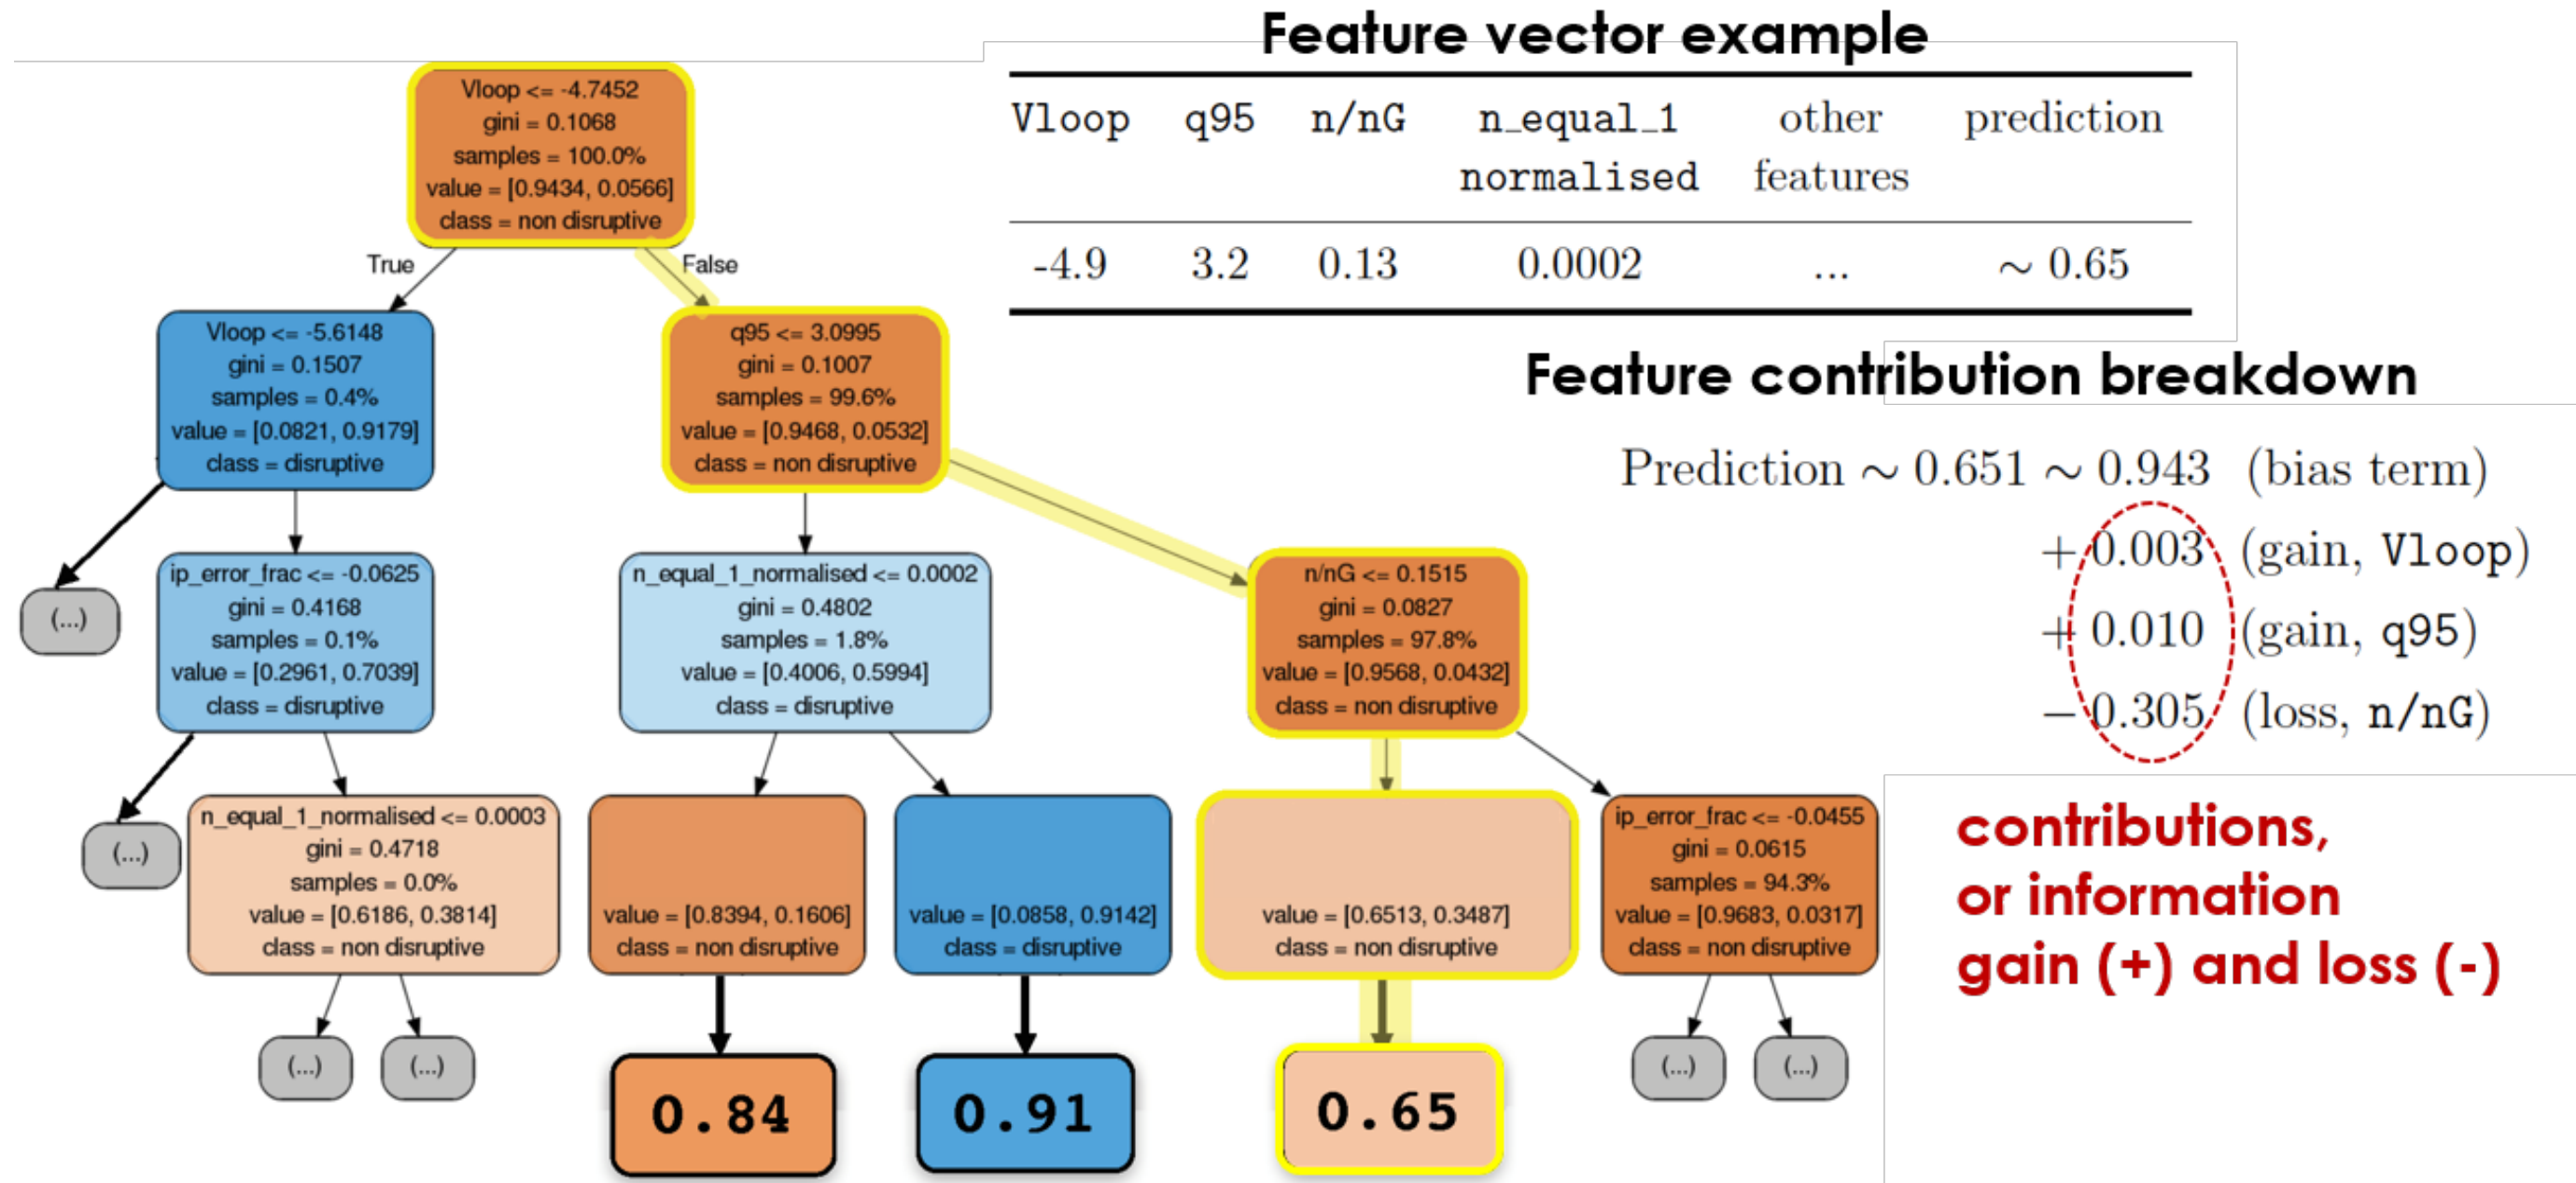 Feature vector example
Vloop q95 n/nG n_equal_1 other prediction
normalised features
-4.9 3.2 0.13 0.0002 ... ~ 0.65
Feature contribution breakdown
Prediction ~ 0.651 ~ 0.943 (bias term)
+ 0.003 (gain, Vloop)
+ 0.010 (gain, q95)
− 0.305 (loss, n/nG)
contributions,
or information
gain (+) and loss (-)
Vloop <= -4.7452
gini = 0.1068
samples = 100.0%
value = [0.9434, 0.0566]
class = non disruptive
True
False
Vloop <= -5.6148
gini = 0.1507
samples = 0.4%
value = [0.0821, 0.9179]
class = disruptive
q95 <= 3.0995
gini = 0.1007
samples = 99.6%
value = [0.9468, 0.0532]
class = non disruptive
(...)
ip_error_frac <= -0.0625
gini = 0.4168
samples = 0.1%
value = [0.2961, 0.7039]
class = disruptive
n_equal_1_normalised <= 0.0002
gini = 0.4802
samples = 1.8%
value = [0.4006, 0.5994]
class = disruptive
n/nG <= 0.1515
gini = 0.0827
samples = 97.8%
value = [0.9568, 0.0432]
class = non disruptive
(...)
n_equal_1_normalised <= 0.0003
gini = 0.4718
samples = 0.0%
value = [0.6186, 0.3814]
class = non disruptive
value = [0.8394, 0.1606]
class = non disruptive
value = [0.0858, 0.9142]
class = disruptive
value = [0.6513, 0.3487]
class = non disruptive
ip_error_frac <= -0.0455
gini = 0.0615
samples = 94.3%
value = [0.9683, 0.0317]
class = non disruptive
(...)
(...)
0.84
0.91
0.65
(...)
(...)